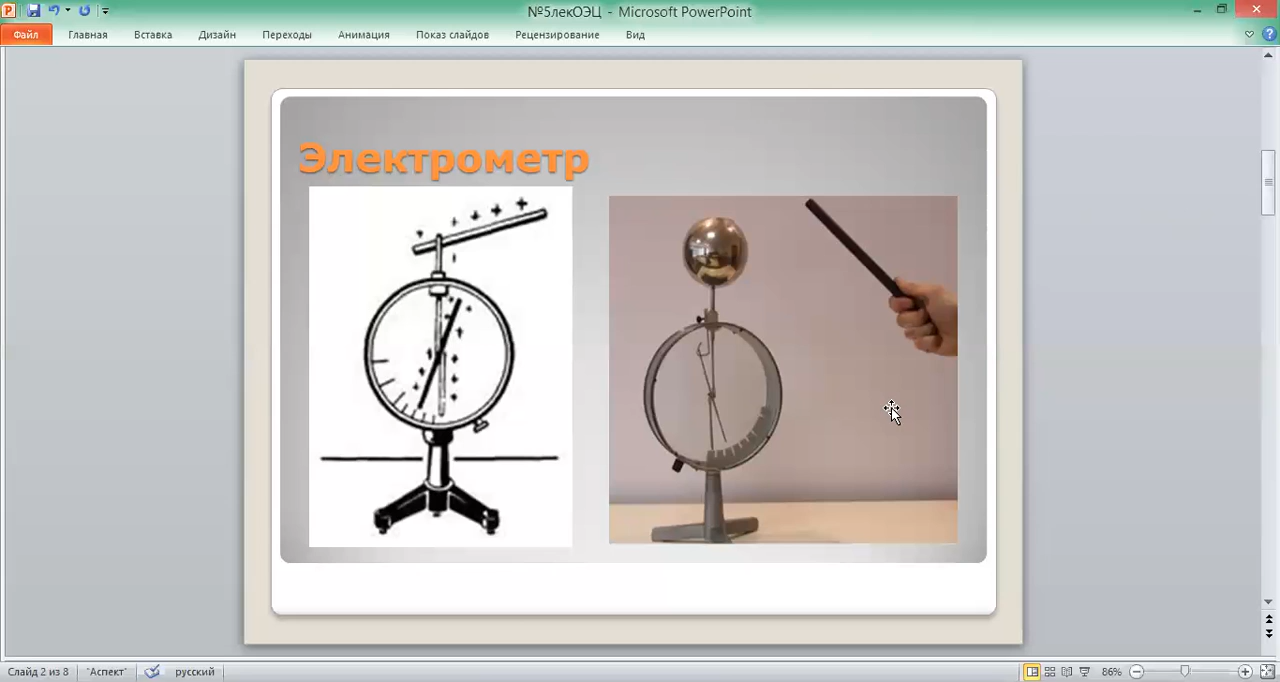 №5лекОЭЦ - Microsoft PowerPoint
Файл Главная Вставка Дизайн Переходы Анимация Показ слайдов Рецензирование Вид
Электрометр
Слайд 2 из 8 "Аспект" русский 86%